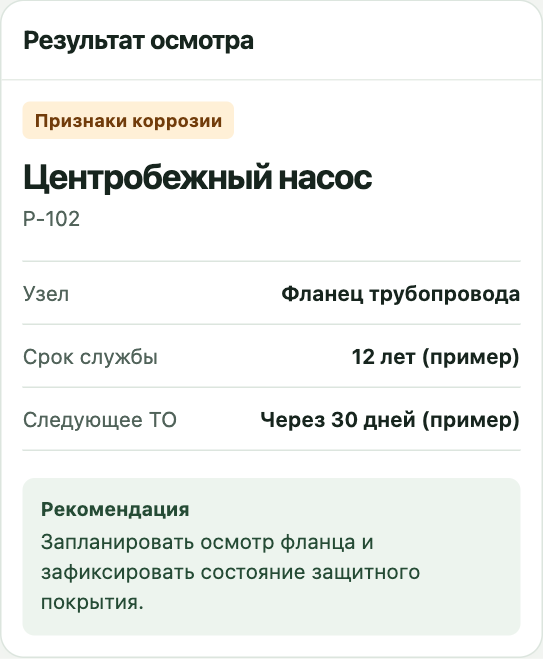 Результат осмотра
Признаки коррозии
Центробежный насос
P-102
Узел Фланец трубопровода
Срок службы 12 лет (пример)
Следующее ТО Через 30 дней (пример)
Рекомендация
Запланировать осмотр фланца и
зафиксировать состояние защитного
покрытия.